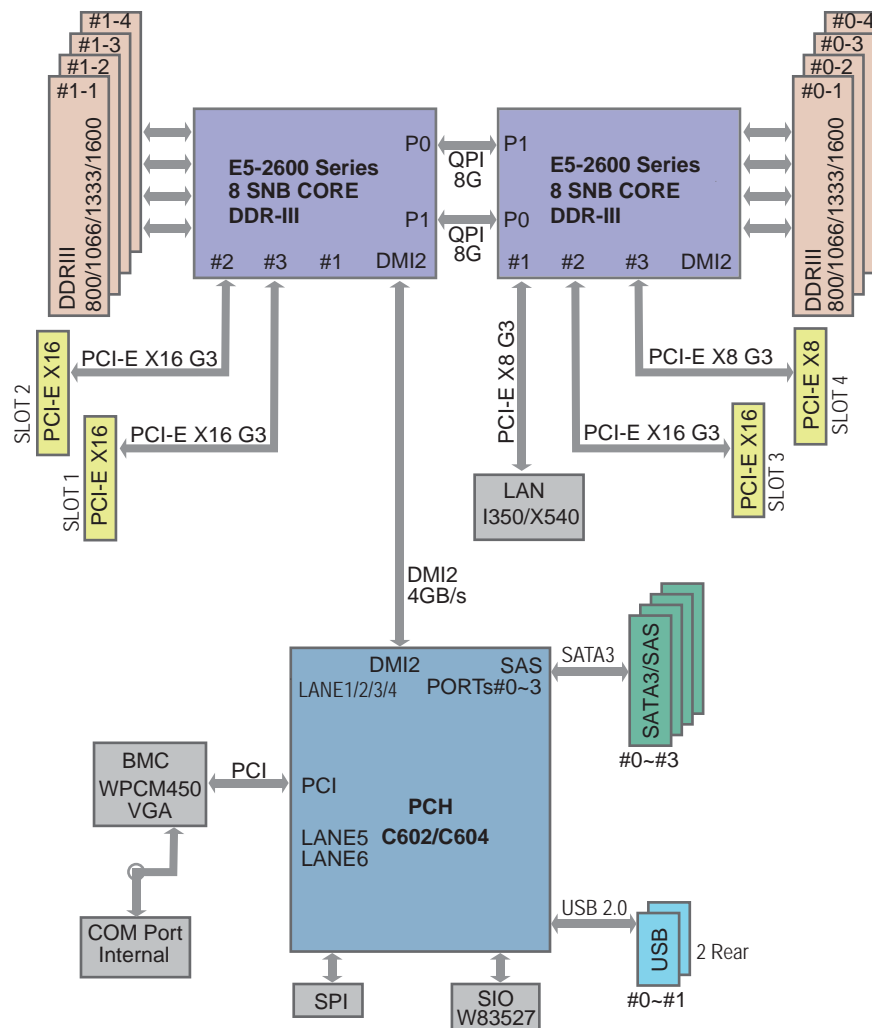 #1-4
#1-3
#1-2
#1-1
DDRIII
800/1066/1333/1600
#0-4
#0-3
#0-2
#0-1
DDRIII
800/1066/1333/1600
E5-2600 Series
8 SNB CORE
DDR-III
P0
P1
#2 #3 #1 DMI2
QPI
8G
QPI
8G
P1
P0
E5-2600 Series
8 SNB CORE
DDR-III
#1 #2 #3 DMI2
SLOT 2
PCI-E X16
PCI-E X16 G3
SLOT 1
PCI-E X16
PCI-E X16 G3
PCI-E X8 G3
PCI-E X8 G3
PCI-E X8
SLOT 4
PCI-E X16 G3
PCI-E X16
SLOT 3
LAN
I350/X540
DMI2
4GB/s
DMI2
LANE1/2/3/4
SAS
PORTs#0~3
SATA3
SATA3/SAS
#0~#3
BMC
WPCM450
VGA
PCI
PCI
PCH
C602/C604
LANE5
LANE6
COM Port
Internal
USB 2.0
USB
2 Rear
#0~#1
SPI
SIO
W83527